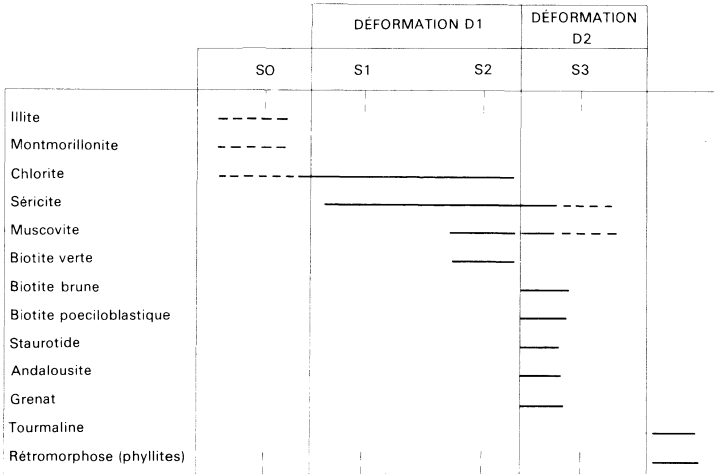 DÉFORMATION D1
DÉFORMATION
D2
SO
S1
S2
S3
Illite
Montmorillonite
Chlorite
Séricite
Muscovite
Biotite verte
Biotite brune
Biotite poeciloblastique
Staurotide
Andalousite
Grenat
Tourmaline
Rétromorphose (phyllites)